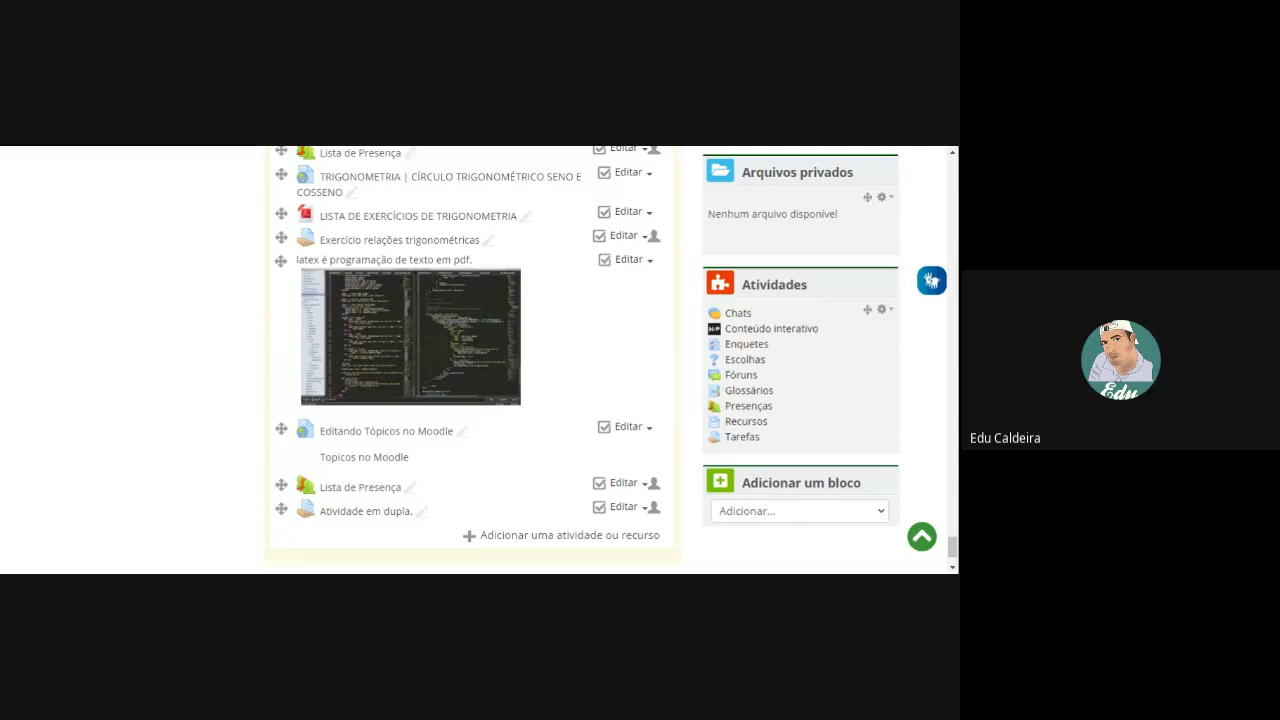 Lista de Presença
Editar
TRIGONOMETRIA | CÍRCULO TRIGONOMÉTRICO SENO E
COSSENO
Editar
LISTA DE EXERCÍCIOS DE TRIGONOMETRIA
Editar
Exercício relações trigonométricas
Editar
latex é programação de texto em pdf.
Editar
Editando Tópicos no Moodle
Editar
Topicos no Moodle
Lista de Presença
Editar
Atividade em dupla.
Editar
Adicionar uma atividade ou recurso
Arquivos privados
Nenhum arquivo disponível
Atividades
Chats
H-P
Conteúdo interativo
Enquetes
Escolhas
Fóruns
Glossários
Presenças
Recursos
Tarefas
Adicionar um bloco
Adicionar...
Edu
Edu Caldeira